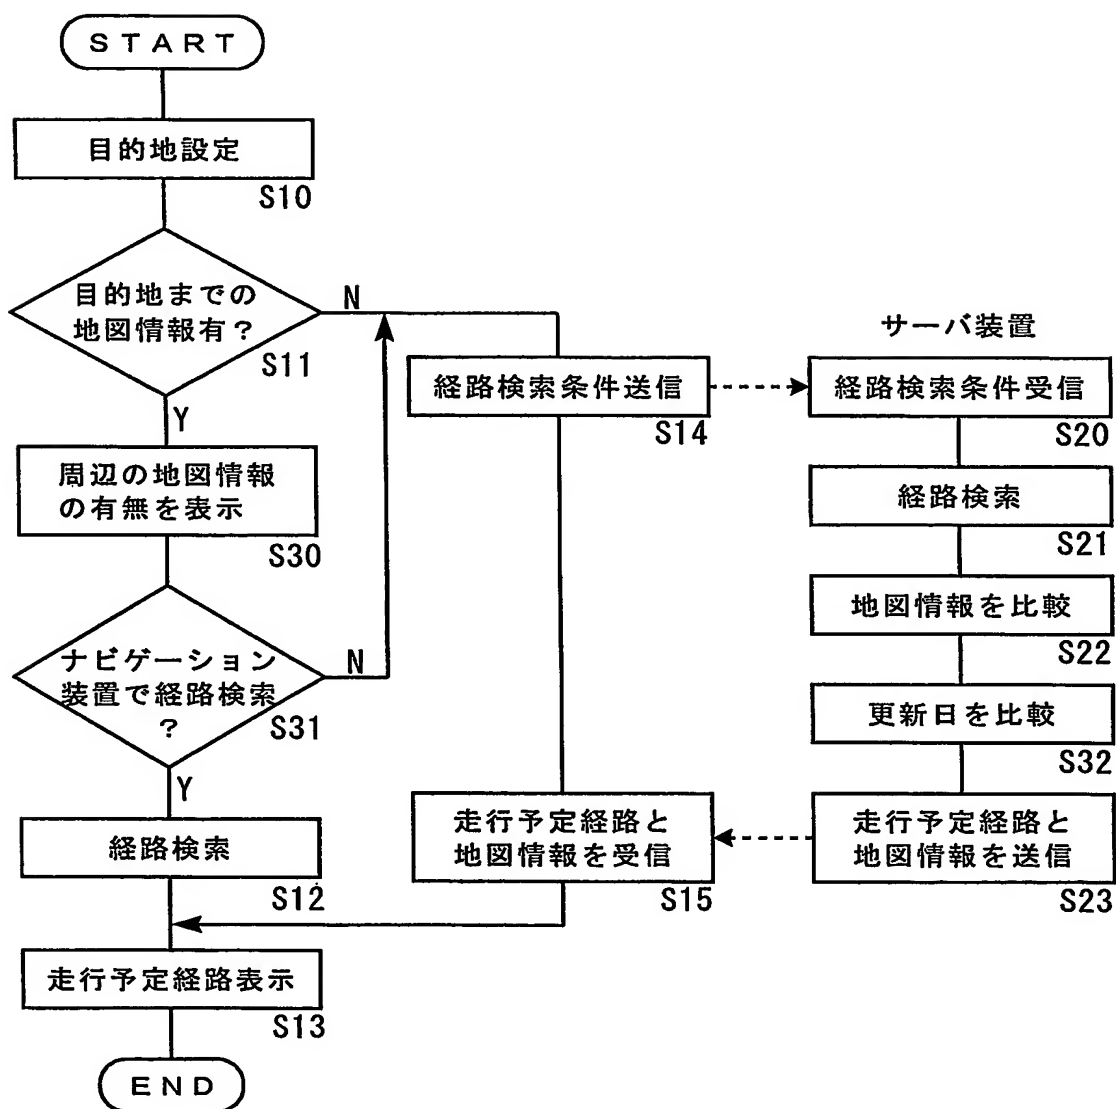 START
目的地設定
S10
目的地までの
地図情報有?
S11
N
Y
周辺の地図情報
の有無を表示
S30
ナビゲーション
装置で経路検索
?
S31
N
Y
経路検索
S12
走行予定経路表示
S13
END
経路検索条件送信
S14
走行予定経路と
地図情報を受信
S15
サーバ装置
経路検索条件受信
S20
経路検索
S21
地図情報を比較
S22
更新日を比較
S32
走行予定経路と
地図情報を送信
S23